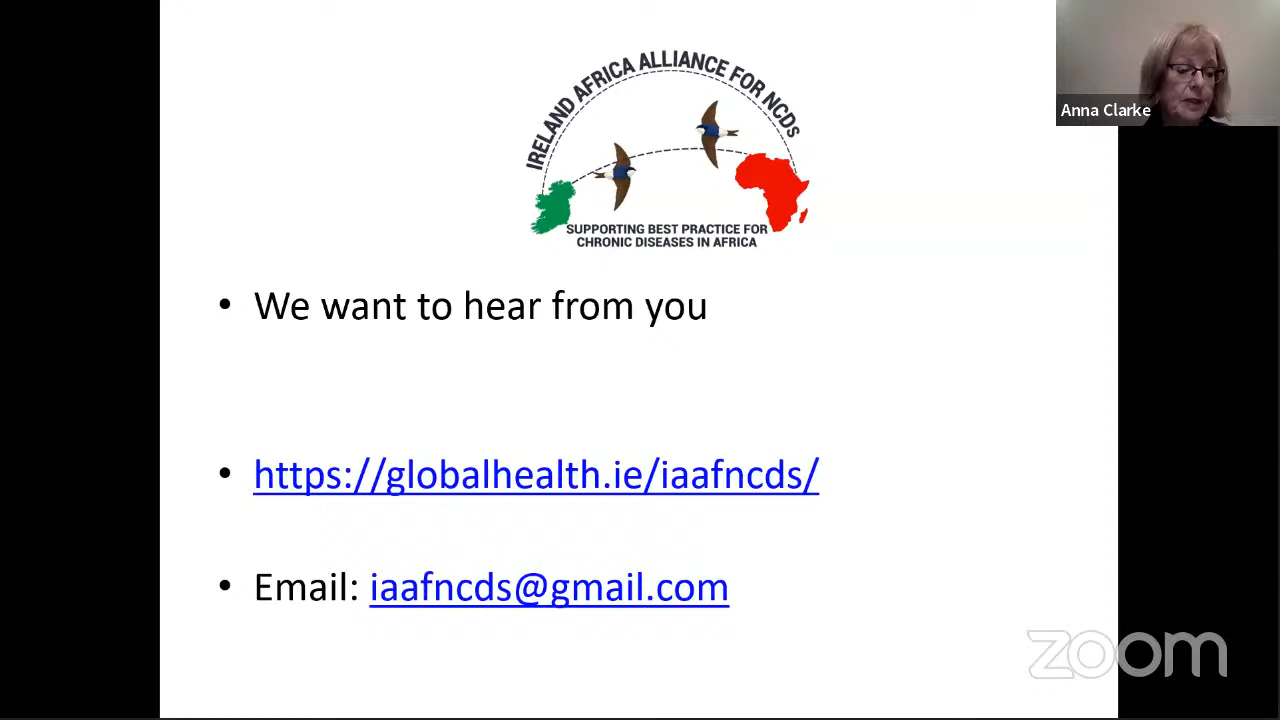 IRELAND AFRICA ALLIANCE FOR NCDS
Anna Clarke
SUPPORTING BEST PRACTICE FOR
CHRONIC DISEASES IN AFRICA
• We want to hear from you
• https://globalhealth.ie/iaafncds/
• Email: iaafncds@gmail.com
zoom